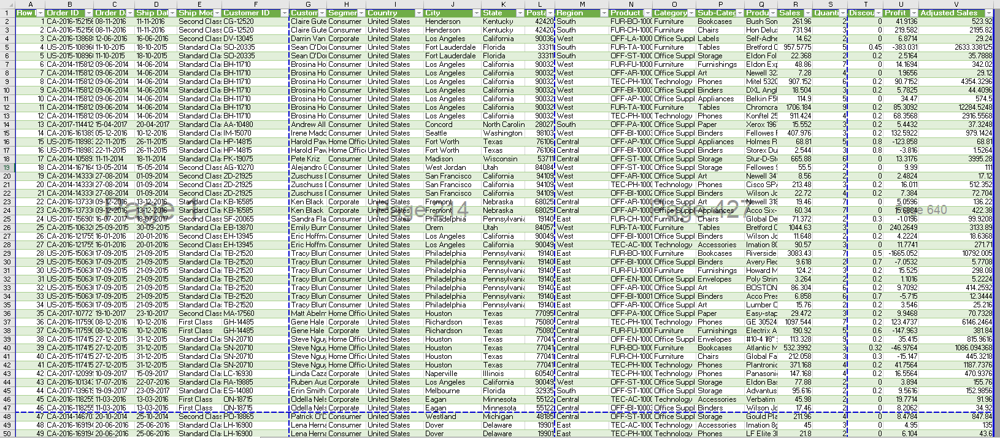 A B C D E F G H I J K L M N O P Q R S T U V
1 Row Order ID Order D Ship Da Ship Mod Customer ID Custom Segmen Country City State Posta Region Product Category Sub-Categ Produ Sales Quanti Discou Profit Adjusted Sales
2 1 CA-2016-152156 08-11-2016 11-11-2016 Second Class CG-12520 Claire Gute Consumer United States Henderson Kentucky 42420 South FUR-BO-1000 Furniture Bookcases Bush Som 261.96 2 0 41.9136 523.92
3 2 CA-2016-152156 08-11-2016 11-11-2016 Second Class CG-12520 Claire Gute Consumer United States Henderson Kentucky 42420 South FUR-CH-1000 Furniture Chairs Hon Delux 731.94 3 0 219.582 2195.82
4 3 CA-2016-138688 12-06-2016 16-06-2016 Second Class DV-13045 Darrin Van Corporate United States Los Angeles California 90036 West OFF-LA-1000 Office Suppl Labels Self-Adhe 14.62 2 0 6.8714 29.24
5 4 US-2015-108966 11-10-2015 18-10-2015 Standard Cla SO-20335 Sean O'Don Consumer United States Fort Lauderdale Florida 33311 South FUR-TA-1000 Furniture Tables Bretford C 957.5775 5 0.45 -383.031 2633.338125
6 5 US-2015-108966 11-10-2015 18-10-2015 Standard Cla SO-20335 Sean O'Don Consumer United States Fort Lauderdale Florida 33311 South OFF-ST-1000 Office Suppl Storage Eldon Fol 22.368 2 0.2 2.5164 35.7888
7 6 CA-2014-115812 09-06-2014 14-06-2014 Standard Cla BH-11710 Brosina Ho Consumer United States Los Angeles California 90032 West FUR-FU-1000 Furniture Furnishings Eldon Exp 48.86 7 0 14.1694 342.02
8 7 CA-2014-115812 09-06-2014 14-06-2014 Standard Cla BH-11710 Brosina Ho Consumer United States Los Angeles California 90032 West OFF-AR-1000 Office Suppl Art Newell 32 7.28 4 0 1.9656 29.12
9 8 CA-2014-115812 09-06-2014 14-06-2014 Standard Cla BH-11710 Brosina Ho Consumer United States Los Angeles California 90032 West TEC-PH-1000 Technology Phones Mitel 5320 907.152 6 0.2 90.7152 4354.3296
10 9 CA-2014-115812 09-06-2014 14-06-2014 Standard Cla BH-11710 Brosina Ho Consumer United States Los Angeles California 90032 West OFF-BI-1000 Office Suppl Binders DXL Angl 18.504 3 0.2 5.7825 44.4096
11 10 CA-2014-115812 09-06-2014 14-06-2014 Standard Cla BH-11710 Brosina Ho Consumer United States Los Angeles California 90032 West OFF-AP-1000 Office Suppl Appliances Belkin F5 114.9 5 0 34.47 574.5
12 11 CA-2014-115812 09-06-2014 14-06-2014 Standard Cla BH-11710 Brosina Ho Consumer United States Los Angeles California 90032 West FUR-TA-1000 Furniture Tables Chromcra 1706.184 9 0.2 85.3092 12284.5248
13 12 CA-2014-115812 09-06-2014 14-06-2014 Standard Cla BH-11710 Brosina Ho Consumer United States Los Angeles California 90032 West TEC-PH-1000 Technology Phones Konftel 25 911.424 4 0.2 68.3568 2916.5568
14 13 CA-2017-114412 15-04-2017 20-04-2017 Standard Cla AA-10480 Andrew All Consumer United States Concord North Carolin 28027 South OFF-PA-1000 Office Suppl Paper Xerox 196 15.552 3 0.2 5.4432 37.3248
15 14 CA-2016-161389 05-12-2016 10-12-2016 Standard Cla IM-15070 Irene Madd Consumer United States Seattle Washington 98103 West OFF-BI-1000 Office Suppl Binders Fellowes F 407.976 3 0.2 132.5922 979.1424
16 15 US-2015-118983 22-11-2015 26-11-2015 Standard Cla HP-14815 Harold Paw Home Offic United States Fort Worth Texas 76106 Central OFF-AP-1000 Office Suppl Appliances Holmes R 68.81 5 0.8 -123.858 68.81
17 16 US-2015-118983 22-11-2015 26-11-2015 Standard Cla HP-14815 Harold Paw Home Offic United States Fort Worth Texas 76106 Central OFF-BI-1000 Office Suppl Binders Storex Du 2.544 3 0.8 -3.816 1.5264
18 17 CA-2014-105893 11-11-2014 18-11-2014 Standard Cla PK-19075 Pete Kriz Consumer United States Madison Wisconsin 53711 Central OFF-ST-1000 Office Suppl Storage Stur-D-St 665.88 6 0 13.3176 3995.28
19 18 CA-2014-167164 13-05-2014 15-05-2014 Second Class AG-10270 Alejandro G Consumer United States West Jordan Utah 84084 West OFF-ST-1000 Office Suppl Storage Fellowes 55.5 2 0 9.99 111
20 19 CA-2014-143336 27-08-2014 01-09-2014 Second Class ZD-21925 Zuschuss D Consumer United States San Francisco California 94109 West OFF-AR-1000 Office Suppl Art Newell 34 8.56 2 0 2.4824 17.12
21 20 CA-2014-143336 27-08-2014 01-09-2014 Second Class ZD-21925 Zuschuss D Consumer United States San Francisco California 94109 West TEC-PH-1000 Technology Phones Cisco SPA 213.48 3 0.2 16.011 512.352
22 21 CA-2014-143336 27-08-2014 01-09-2014 Second Class ZD-21925 Zuschuss D Consumer United States San Francisco California 94109 West OFF-BI-1000 Office Suppl Binders Wilson Jo 22.72 4 0.2 7.384 72.704
23 22 CA-2016-137330 09-12-2016 13-12-2016 Standard Cla KB-16585 Ken Black Corporate United States Fremont Nebraska 68025 Central OFF-AR-1000 Office Suppl Art Newell 318 19.46 7 0 5.0596 136.22
24 23 CA-2016-137330 09-12-2016 13-12-2016 Standard Cla KB-16585 Ken Black Corporate United States Fremont Nebraska 68025 Central OFF-AP-1000 Office Suppl Appliances Acco Six- 60.34 7 0 15.6884 422.38
Page 1 Page 214 Page 427 Page 640
25 24 US-2017-156909 16-07-2017 18-07-2017 Second Class SF-20065 Sandra Fla Consumer United States Philadelphia Pennsylvania 19140 East FUR-CH-1000 Furniture Chairs Global De 71.372 2 0.3 -1.0196 99.9208
26 25 CA-2015-106320 25-09-2015 30-09-2015 Standard Cla EB-13870 Emily Burn Consumer United States Orem Utah 84057 West FUR-TA-1000 Furniture Tables Bretford C 1044.63 3 0 240.2649 3133.89
27 26 CA-2016-121755 16-01-2016 20-01-2016 Second Class EH-13945 Eric Hoffm Consumer United States Los Angeles California 90049 West OFF-BI-10001 Office Suppl Binders Wilson Jo 11.648 2 0.2 4.2224 18.6368
28 27 CA-2016-121755 16-01-2016 20-01-2016 Second Class EH-13945 Eric Hoffm Consumer United States Los Angeles California 90049 West TEC-AC-1000 Technology Accessories Imation 8G 90.57 3 0 11.7741 271.71
29 28 US-2015-150630 17-09-2015 21-09-2015 Standard Cla TB-21520 Tracy Blum Consumer United States Philadelphia Pennsylvania 19140 East FUR-BO-1000 Furniture Bookcases Riverside 3083.43 7 0.5 -1665.052 10792.005
30 29 US-2015-150630 17-09-2015 21-09-2015 Standard Cla TB-21520 Tracy Blum Consumer United States Philadelphia Pennsylvania 19140 East OFF-BI-1000 Office Suppl Binders Avery Rec 9.618 2 0.7 -7.0532 5.7708
31 30 US-2015-150630 17-09-2015 21-09-2015 Standard Cla TB-21520 Tracy Blum Consumer United States Philadelphia Pennsylvania 19140 East FUR-FU-1000 Furniture Furnishings Howard M 124.2 3 0.2 15.525 298.08
32 31 US-2015-150630 17-09-2015 21-09-2015 Standard Cla TB-21520 Tracy Blum Consumer United States Philadelphia Pennsylvania 19140 East OFF-EN-1000 Office Suppl Envelopes Poly Strin 3.264 2 0.2 1.1016 5.2224
33 32 US-2015-150630 17-09-2015 21-09-2015 Standard Cla TB-21520 Tracy Blum Consumer United States Philadelphia Pennsylvania 19140 East OFF-AR-1000 Office Suppl Art BOSTON 86.304 6 0.2 9.7092 414.2592
34 33 US-2015-150630 17-09-2015 21-09-2015 Standard Cla TB-21520 Tracy Blum Consumer United States Philadelphia Pennsylvania 19140 East OFF-BI-10001 Office Suppl Binders Acco Pres 6.858 6 0.7 -5.715 12.3444
35 34 US-2015-150630 17-09-2015 21-09-2015 Standard Cla TB-21520 Tracy Blum Consumer United States Philadelphia Pennsylvania 19140 East OFF-AR-1000 Office Suppl Art Lumber C 15.76 2 0.2 3.546 25.216
36 35 CA-2017-107727 19-10-2017 23-10-2017 Second Class MA-17560 Matt Abelm Home Offic United States Houston Texas 77095 Central OFF-PA-1000 Office Suppl Paper Easy-stap 29.472 3 0.2 9.9468 70.7328
37 36 CA-2016-117590 08-12-2016 10-12-2016 First Class GH-14485 Gene Hale Corporate United States Richardson Texas 75080 Central TEC-PH-1000 Technology Phones GE 30524 1097.544 7 0.2 123.4737 6146.2464
38 37 CA-2016-117590 08-12-2016 10-12-2016 First Class GH-14485 Gene Hale Corporate United States Richardson Texas 75080 Central FUR-FU-1000 Furniture Furnishings Electrix A 190.92 5 0.6 -147.963 381.84
39 38 CA-2015-117415 27-12-2015 31-12-2015 Standard Cla SN-20710 Steve Nguy Home Offic United States Houston Texas 77041 Central OFF-EN-1000 Office Suppl Envelopes #10-4 1/8" 113.328 9 0.2 35.415 815.9616
40 39 CA-2015-117415 27-12-2015 31-12-2015 Standard Cla SN-20710 Steve Nguy Home Offic United States Houston Texas 77041 Central FUR-BO-1000 Furniture Bookcases Atlantic M 532.3992 3 0.32 -46.9764 1086.094368
41 40 CA-2015-117415 27-12-2015 31-12-2015 Standard Cla SN-20710 Steve Nguy Home Offic United States Houston Texas 77041 Central FUR-CH-1000 Furniture Chairs Global Fa 212.058 3 0.3 -15.147 445.3218
42 41 CA-2015-117415 27-12-2015 31-12-2015 Standard Cla SN-20710 Steve Nguy Home Offic United States Houston Texas 77041 Central TEC-PH-1000 Technology Phones Plantronic 371.168 4 0.2 41.7564 1187.7376
43 42 CA-2017-120999 10-09-2017 15-09-2017 Standard Cla LC-16930 Linda Caza Corporate United States Naperville Illinois 60540 Central TEC-PH-1000 Technology Phones Panasoni 147.168 4 0.2 16.5564 470.9376
44 43 CA-2016-101343 17-07-2016 22-07-2016 Standard Cla RA-19885 Ruben Aus Corporate United States Los Angeles California 90049 West OFF-ST-1000 Office Suppl Storage Eldon Bas 77.88 2 0 3.894 155.76
45 44 CA-2017-139619 19-09-2017 23-09-2017 Standard Cla ES-14080 Erin Smith Corporate United States Melbourne Florida 32935 South OFF-ST-1000 Office Suppl Storage Advantus 95.616 2 0.2 9.5616 152.9856
46 45 CA-2016-118255 11-03-2016 13-03-2016 First Class ON-18715 Odella Nels Corporate United States Eagan Minnesota 55122 Central TEC-AC-1000 Technology Accessories Verbatim 45.98 2 0 19.7714 91.96
47 46 CA-2016-118255 11-03-2016 13-03-2016 First Class ON-18715 Odella Nels Corporate United States Eagan Minnesota 55122 Central OFF-BI-1000 Office Suppl Binders Wilson Jo 17.46 2 0 8.2062 34.92
48 47 CA-2014-146703 20-10-2014 25-10-2014 Second Class PO-18865 Patrick O'D Consumer United States Westland Michigan 48185 Central OFF-ST-1000 Office Suppl Storage Gould Pla 211.96 4 0 8.4784 847.84
49 48 CA-2016-169194 20-06-2016 25-06-2016 Standard Cla LH-16900 Lena Herna Consumer United States Dover Delaware 19901 East TEC-AC-1000 Technology Accessories Imation 8g 45 3 0 4.95 135
50 49 CA-2016-169194 20-06-2016 25-06-2016 Standard Cla LH-16900 Lena Herna Consumer United States Dover Delaware 19901 East TEC-PH-1000 Technology Phones LF Elite 3 21.8 2 0 6.104 43.6